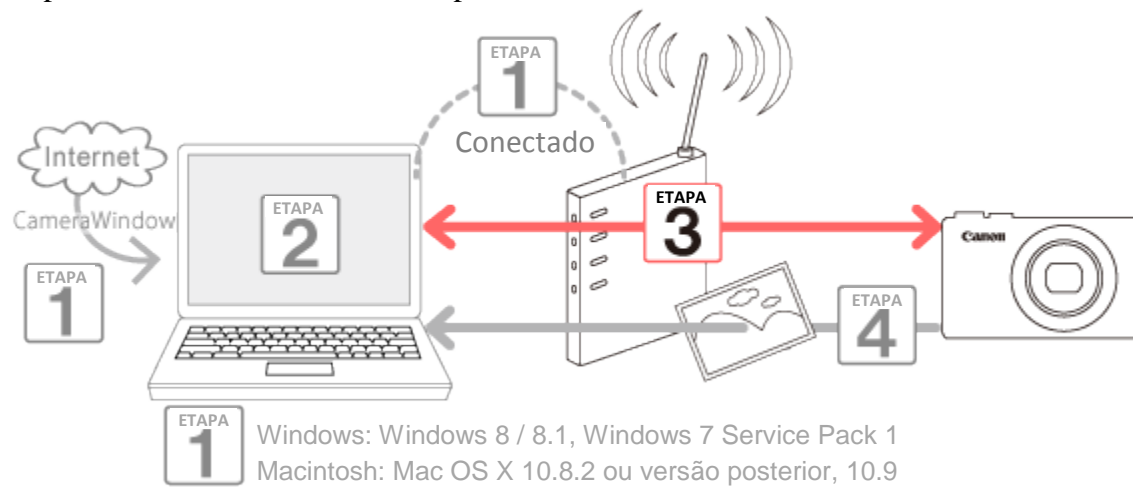 ETAPA
1
Conectado
Internet
CameraWindow
ETAPA
1
ETAPA
2
ETAPA
3
Canon
ETAPA
4
ETAPA
1
Windows: Windows 8 / 8.1, Windows 7 Service Pack 1
Macintosh: Mac OS X 10.8.2 ou versão posterior, 10.9